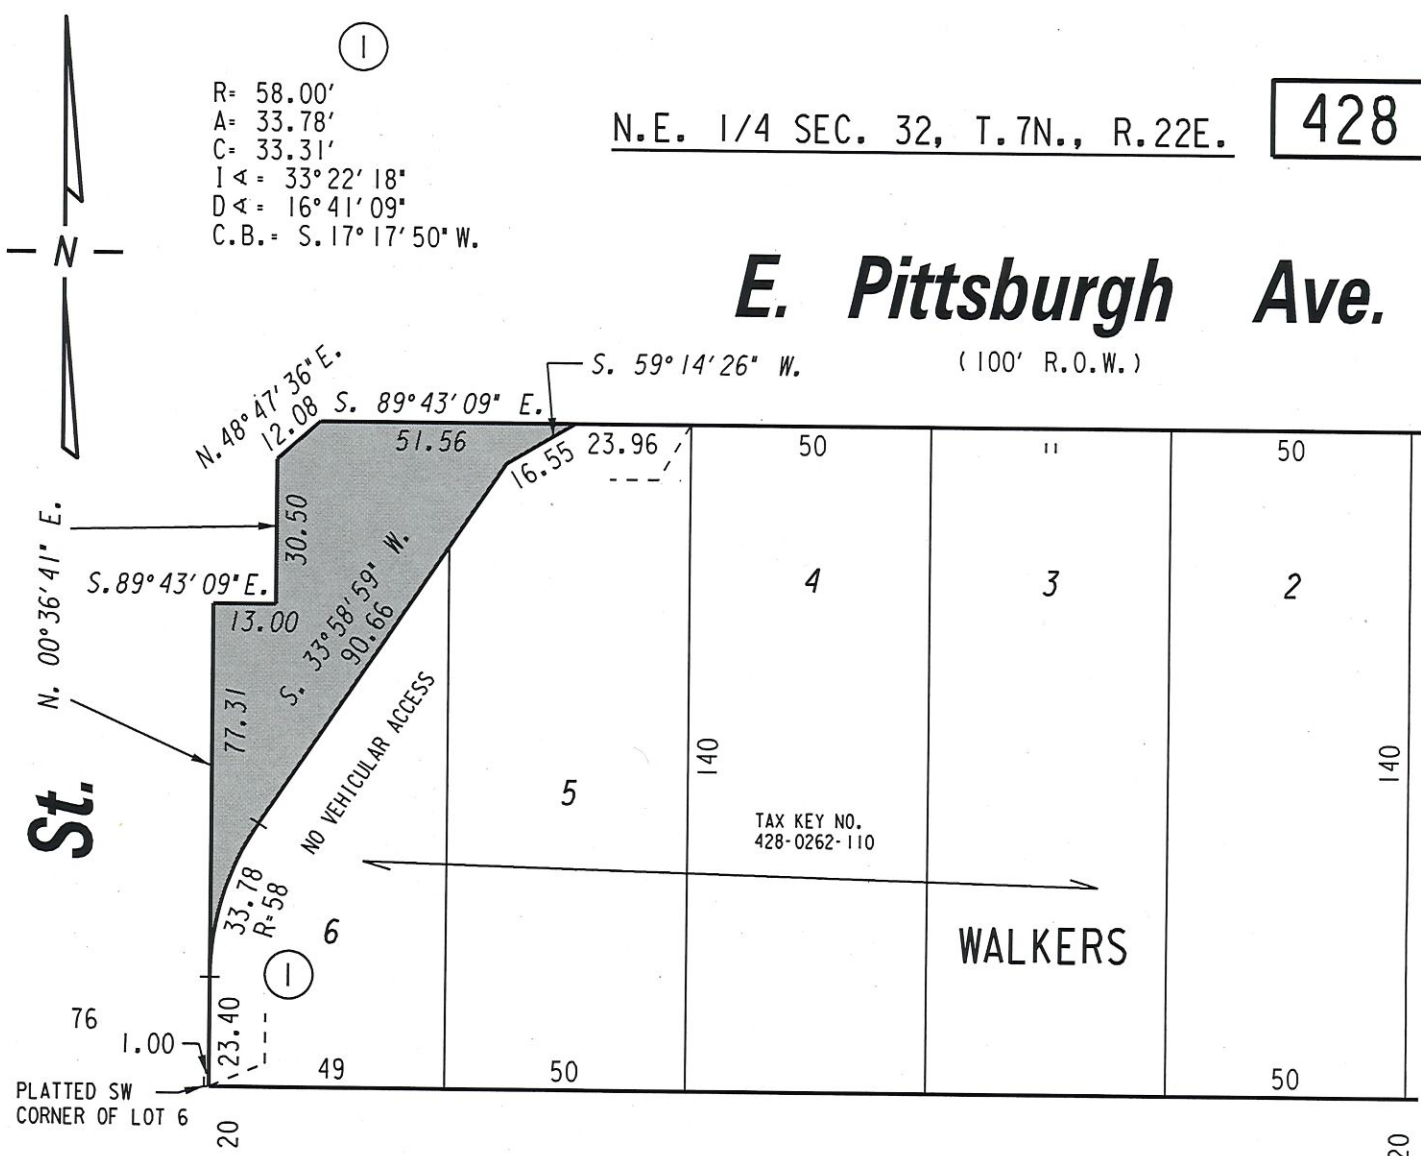 1
R= 58.00'
A= 33.78'
C= 33.31'
I∢= 33°22'18"
D∢= 16°41'09"
C.B.= S.17°17'50"W.
N.E. 1/4 SEC. 32, T.7N., R.22E.
428
N
E. Pittsburgh Ave.
(100' R.O.W.)
S. 59°14'26" W.
N.48°47'36"E.
12.08
S. 89°43'09" E.
51.56
16.55
23.96
50
"
50
N. 00°36'41" E.
30.50
S.89°43'09"E.
13.00
S. 33°58'59" W.
90.66
4
3
2
77.31
NO VEHICULAR ACCESS
140
140
St.
5
TAX KEY NO.
428-0262-110
33.78
R=58
6
WALKERS
1
76
1.00
23.40
49
50
50
PLATTED SW
CORNER OF LOT 6
20
20